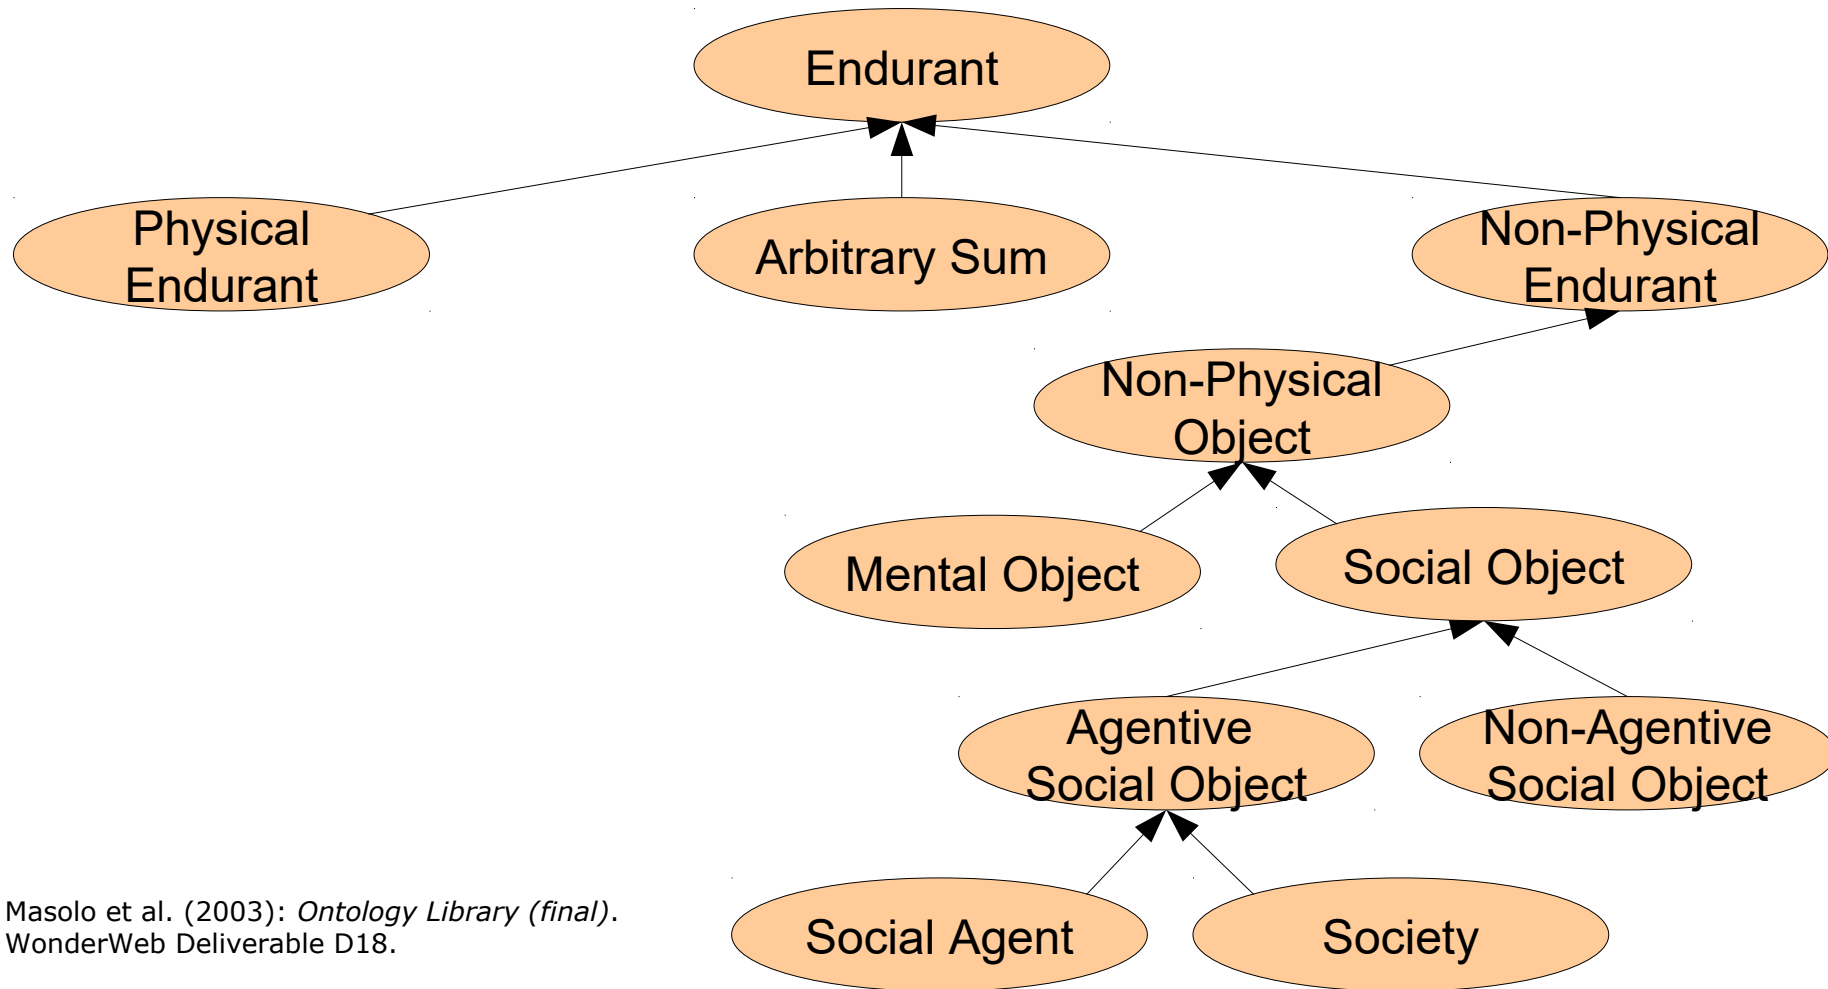 Endurant
Physical
Endurant
Arbitrary Sum
Non-Physical
Endurant
Non-Physical
Object
Mental Object
Social Object
Agentive
Social Object
Non-Agentive
Social Object
Social Agent
Society
Masolo et al. (2003): Ontology Library (final).
WonderWeb Deliverable D18.